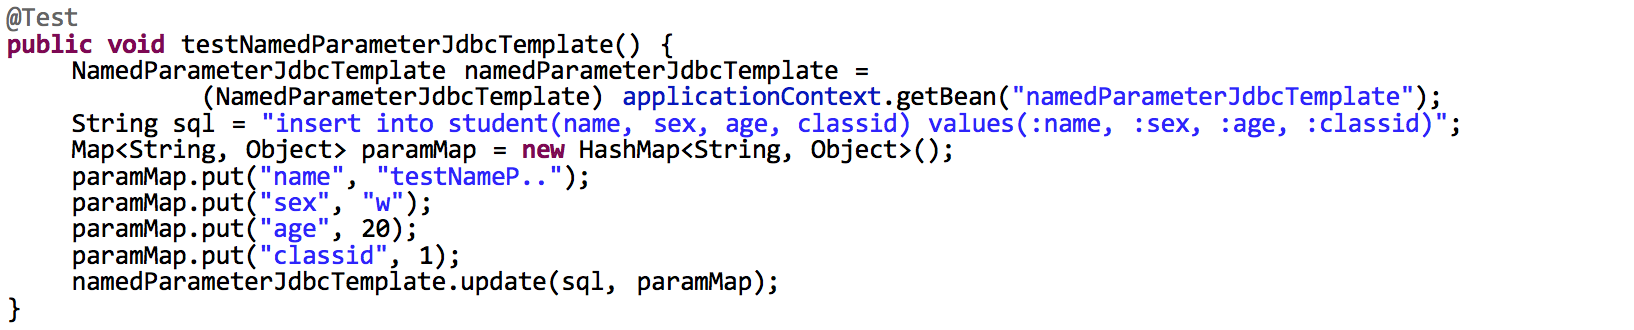 @Test
public void testNamedParameterJdbcTemplate() {
NamedParameterJdbcTemplate namedParameterJdbcTemplate =
(NamedParameterJdbcTemplate) applicationContext.getBean("namedParameterJdbcTemplate");
String sql = "insert into student(name, sex, age, classid) values(:name, :sex, :age, :classid)";
Map<String, Object> paramMap = new HashMap<String, Object>();
paramMap.put("name", "testNameP..");
paramMap.put("sex", "w");
paramMap.put("age", 20);
paramMap.put("classid", 1);
namedParameterJdbcTemplate.update(sql, paramMap);
}